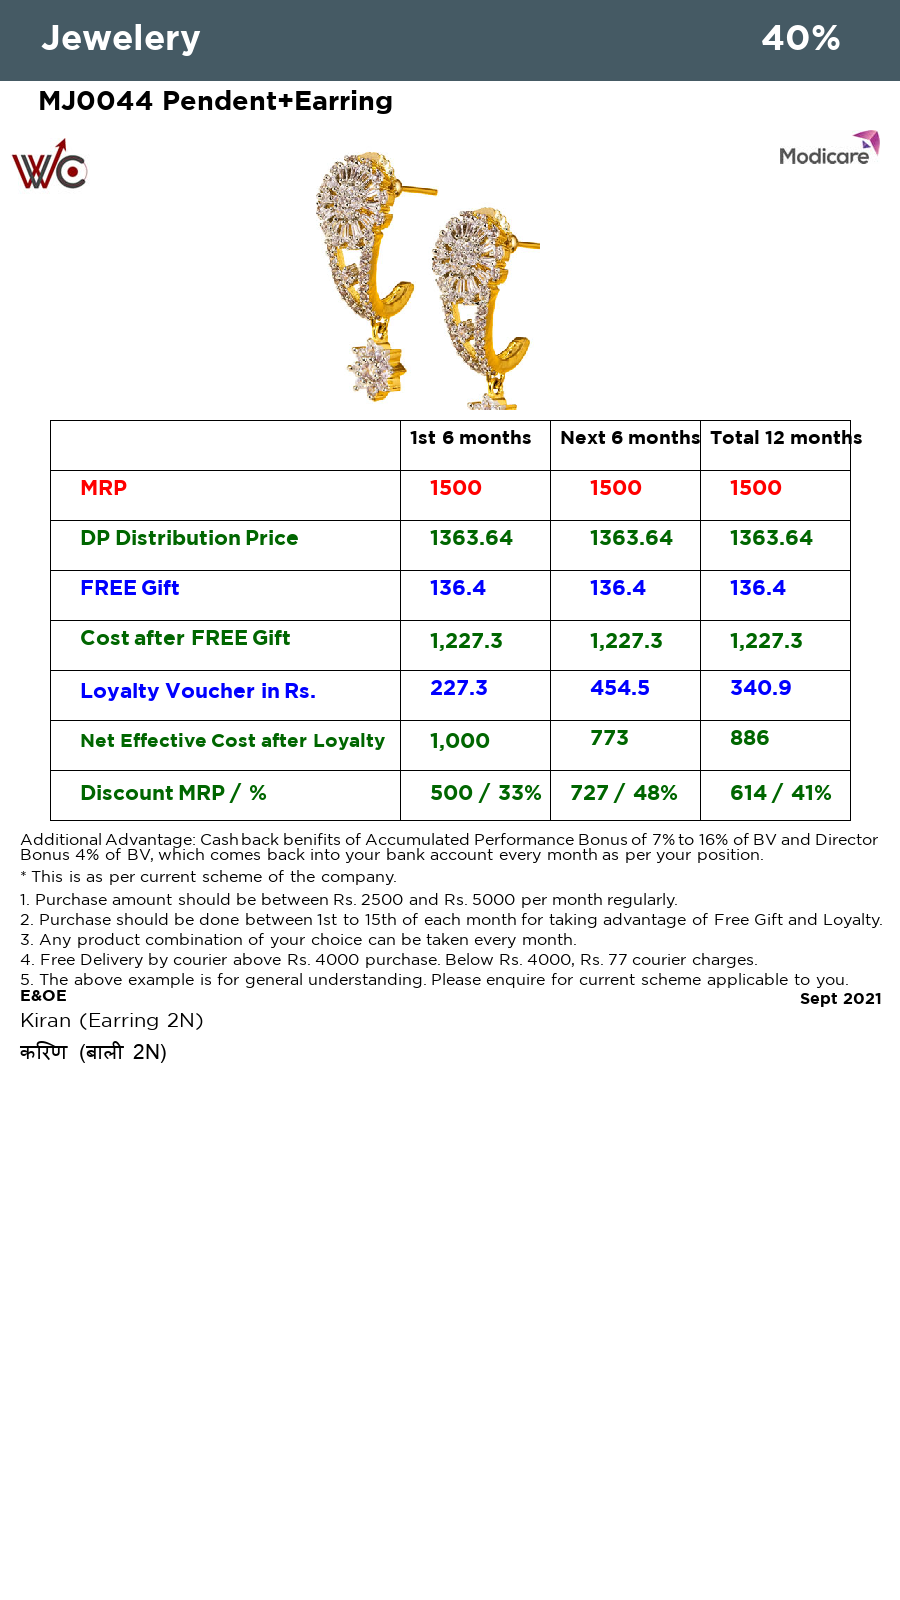 Jewelery 40%
MJ0044 Pendent+Earring
WC
Modicare
1st 6 months Next 6 months Total 12 months
MRP 1500 1500 1500
DP Distribution Price 1363.64 1363.64 1363.64
FREE Gift 136.4 136.4 136.4
Cost after FREE Gift 1,227.3 1,227.3 1,227.3
Loyalty Voucher in Rs. 227.3 454.5 340.9
Net Effective Cost after Loyalty 1,000 773 886
Discount MRP / % 500 / 33% 727 / 48% 614 / 41%
Additional Advantage: Cashback benifits of Accumulated Performance Bonus of 7% to 16% of BV and Director
Bonus 4% of BV, which comes back into your bank account every month as per your position.
* This is as per current scheme of the company.
1. Purchase amount should be between Rs. 2500 and Rs. 5000 per month regularly.
2. Purchase should be done between 1st to 15th of each month for taking advantage of Free Gift and Loyalty.
3. Any product combination of your choice can be taken every month.
4. Free Delivery by courier above Rs. 4000 purchase. Below Rs. 4000, Rs. 77 courier charges.
5. The above example is for general understanding. Please enquire for current scheme applicable to you.
E&OE
Sept 2021
Kiran (Earring 2N)
करिण (बाली 2N)